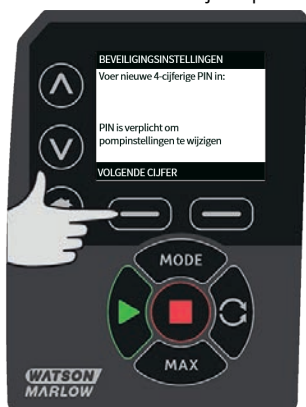 BEVEILIGINGSINSTELLINGEN
Voer nieuwe 4-cijferige PIN in:
PIN is verplicht om
pompinstellingen te wijzigen
VOLGENDE CIJFER
MODE
MAX
WATSON
MARLOW